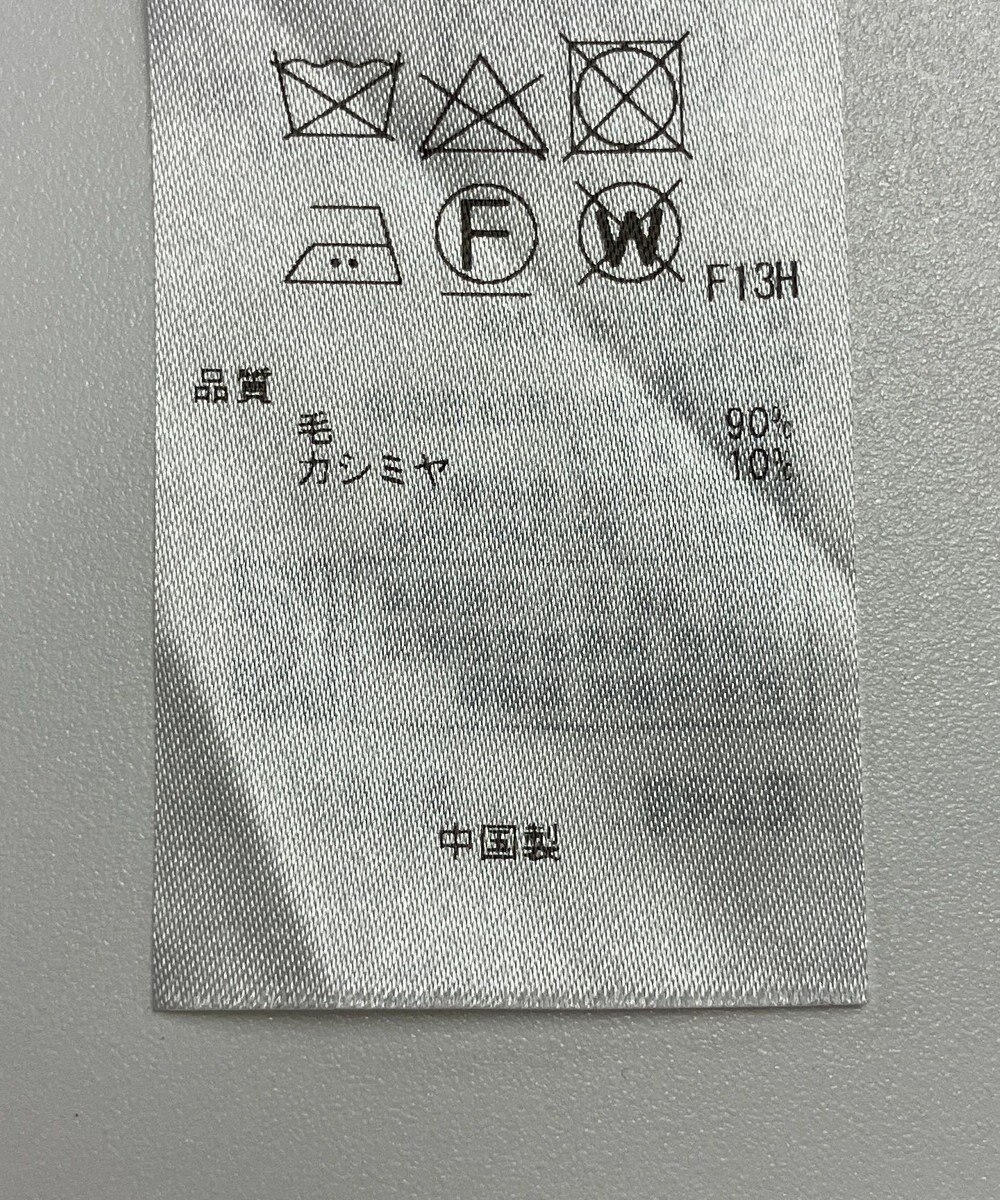 F W F13H
品質
毛 90%
カシミヤ 10%
中国製